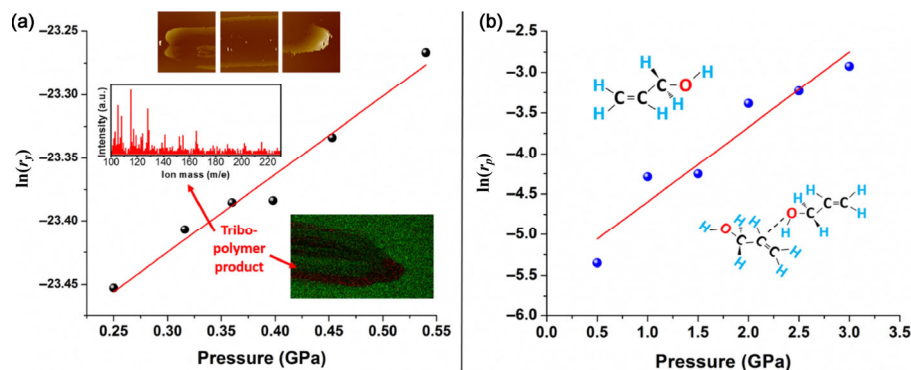 (a)
−23.25
−23.30
−23.35
−23.40
−23.45
ln(rᵧ)
Intensity (a.u.)
100 120 140 160 180 200 220
Ion mass (m/e)
Tribo-
polymer
product
0.25 0.30 0.35 0.40 0.45 0.50 0.55
Pressure (GPa)
(b)
−2.5
−3.0
−3.5
−4.0
−4.5
−5.0
−5.5
−6.0
ln(rₚ)
H
H O
H C
C=C H
H H
H H
H O C=C
H H C H
H O C H H
C C H
H H
H C
H
0.0 0.5 1.0 1.5 2.0 2.5 3.0 3.5
Pressure (GPa)